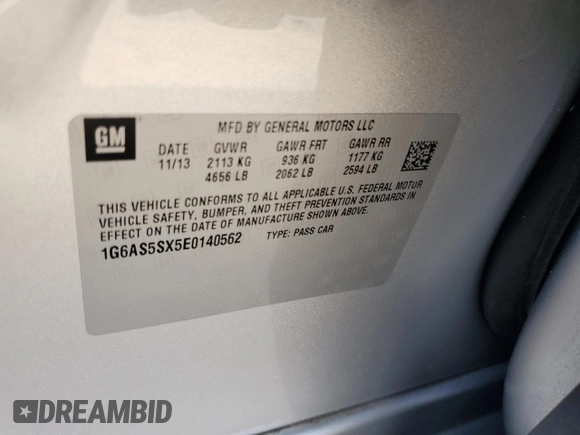 GM
MFD BY GENERAL MOTORS LLC
DATE GVWR GAWR FRT GAWR RR
11/13 2113 KG 936 KG 1177 KG
4656 LB 2062 LB 2594 LB
THIS VEHICLE CONFORMS TO ALL APPLICABLE U.S. FEDERAL MOTOR
VEHICLE SAFETY, BUMPER, AND THEFT PREVENTION STANDARDS IN
EFFECT ON THE DATE OF MANUFACTURE SHOWN ABOVE.
1G6AS5SX5E0140562 TYPE: PASS CAR
DREAMBID